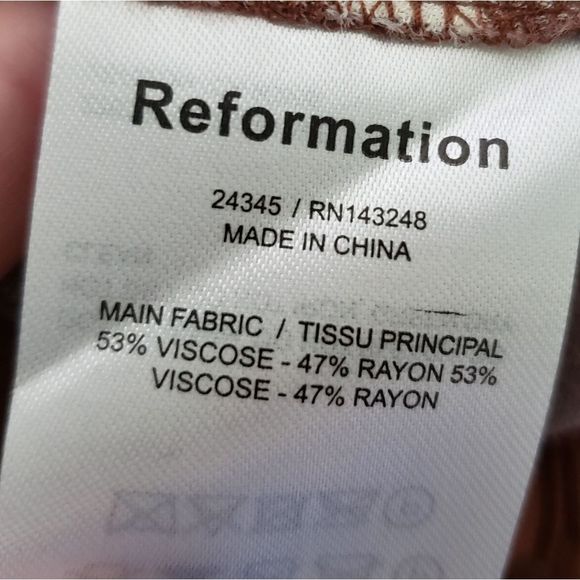 Reformation
24345 / RN143248
MADE IN CHINA
MAIN FABRIC / TISSU PRINCIPAL
53% VISCOSE - 47% RAYON 53%
VISCOSE - 47% RAYON